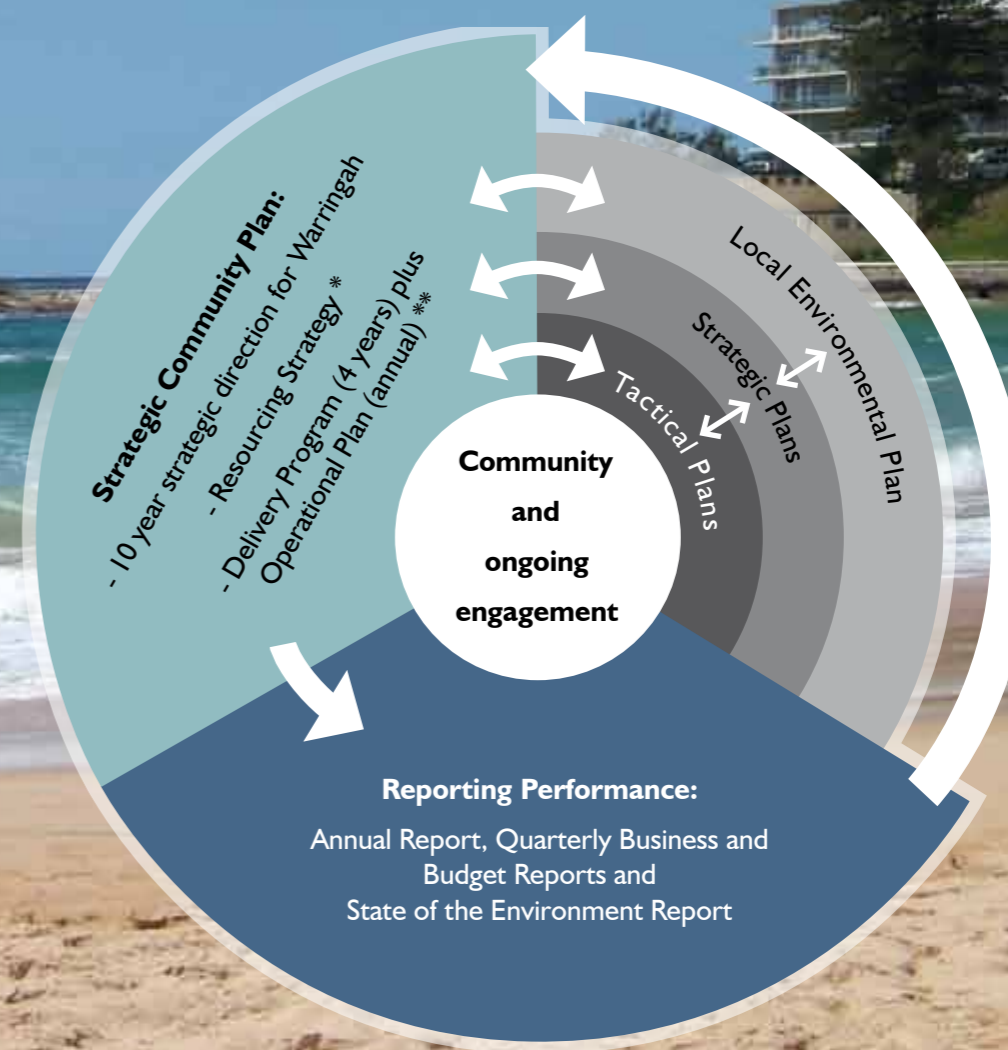 Strategic Community Plan:
- 10 year strategic direction for Warringah
- Resourcing Strategy *
- Delivery Program (4 years) plus
Operational Plan (annual) **
Local Environmental Plan
Strategic Plans
Tactical Plans
Community
and
ongoing
engagement
Reporting Performance:
Annual Report, Quarterly Business and
Budget Reports and
State of the Environment Report